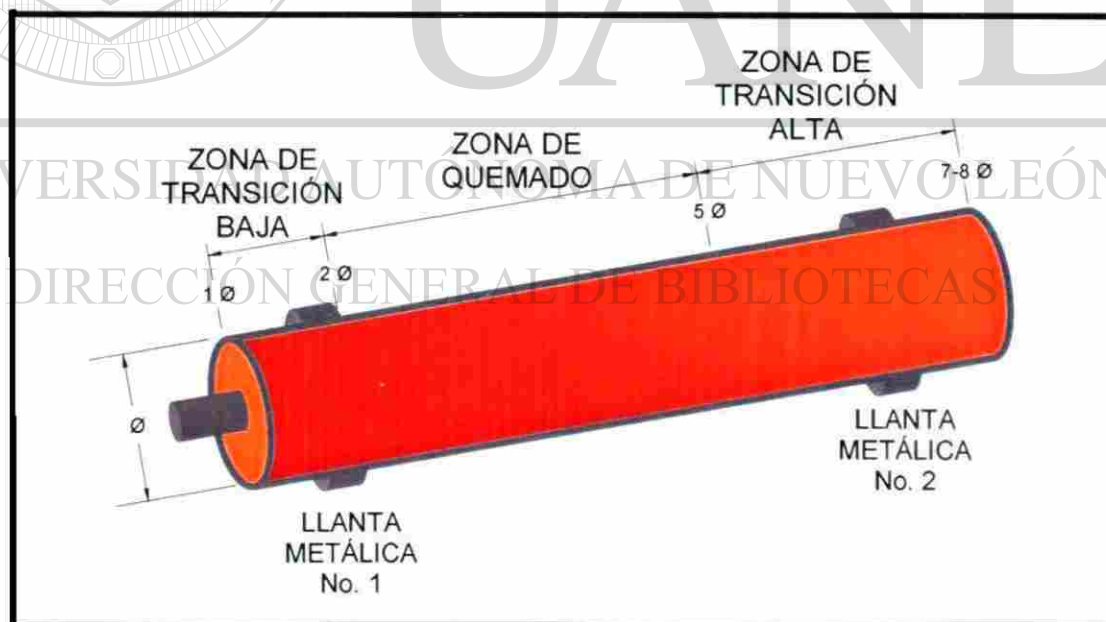 UANL
ZONA DE
TRANSICIÓN
ALTA
ZONA DE
QUEMADO
ZONA DE
TRANSICIÓN
BAJA
UNIVERSIDAD AUTÓNOMA DE NUEVO LEÓN
7-8 Ø
5 Ø
2 Ø
1 Ø
DIRECCIÓN GENERAL DE BIBLIOTECAS
Ø
LLANTA
METÁLICA
No. 2
LLANTA
METÁLICA
No. 1